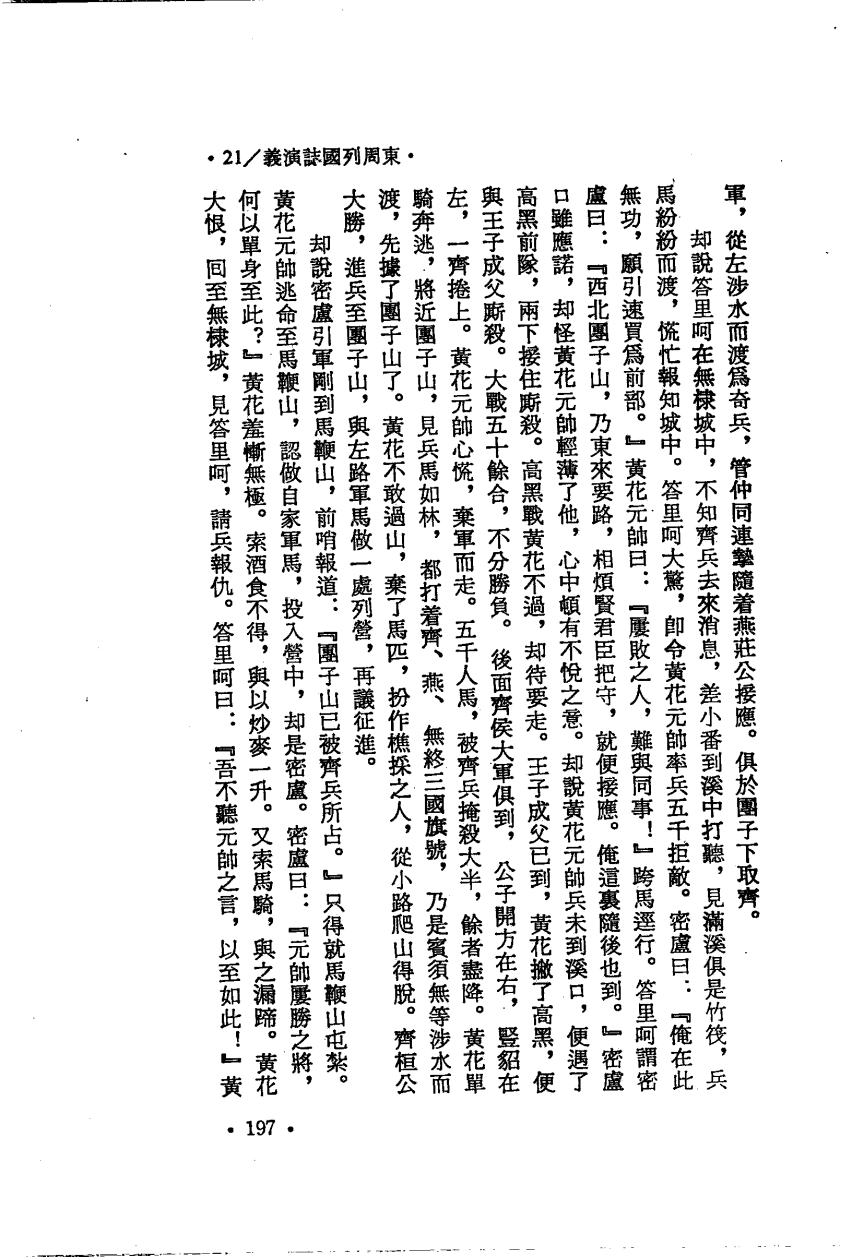 •21/義演誌國列周東•
軍，從左涉水而渡爲奇兵，管仲同連摯隨着燕莊公接應。俱於團子下取齊。
却說答里呵在無棣城中，不知齊兵去來消息，差小番到溪中打聽，見滿溪俱是竹筏，兵
馬紛紛而渡，慌忙報知城中。答里呵大驚，卽令黃花元帥率兵五千拒敵。密盧曰：『俺在此
無功，願引速買爲前部。』黃花元帥曰：『屢敗之人，難與同事！』跨馬逕行。答里呵謂密
盧曰：『西北團子山，乃東來要路，相煩賢君臣把守，就便接應。俺這裏隨後也到。』密盧
口雖應諾，却怪黃花元帥輕薄了他，心中頓有不悅之意。却說黃花元帥兵未到溪口，便遇了
高黑前隊，兩下接住廝殺。高黑戰黃花不過，却待要走。王子成父已到，黃花撇了高黑，便
與王子成父廝殺。大戰五十餘合，不分勝負。後面齊侯大軍俱到，公子開方在右，豎貂在
左，一齊捲上。黃花元帥心慌，棄軍而走。五千人馬，被齊兵掩殺大半，餘者盡降。黃花單
騎奔逃，將近團子山，見兵馬如林，都打着齊、燕、無終三國旗號，乃是賓須無等涉水而
渡，先據了團子山了。黃花不敢過山，棄了馬匹，扮作樵採之人，從小路爬山得脫。齊桓公
大勝，進兵至團子山，與左路軍馬做一處列營，再議征進。
却說密盧引軍剛到馬鞭山，前哨報道：『團子山已被齊兵所占。』只得就馬鞭山屯紮。
黃花元帥逃命至馬鞭山，認做自家軍馬，投入營中，却是密盧。密盧曰：『元帥屢勝之將，
何以單身至此？』黃花羞慚無極。索酒食不得，與以炒麥一升。又索馬騎，與之漏蹄。黃花
大恨，回至無棣城，見答里呵，請兵報仇。答里呵曰：『吾不聽元帥之言，以至如此！』黃
•197•